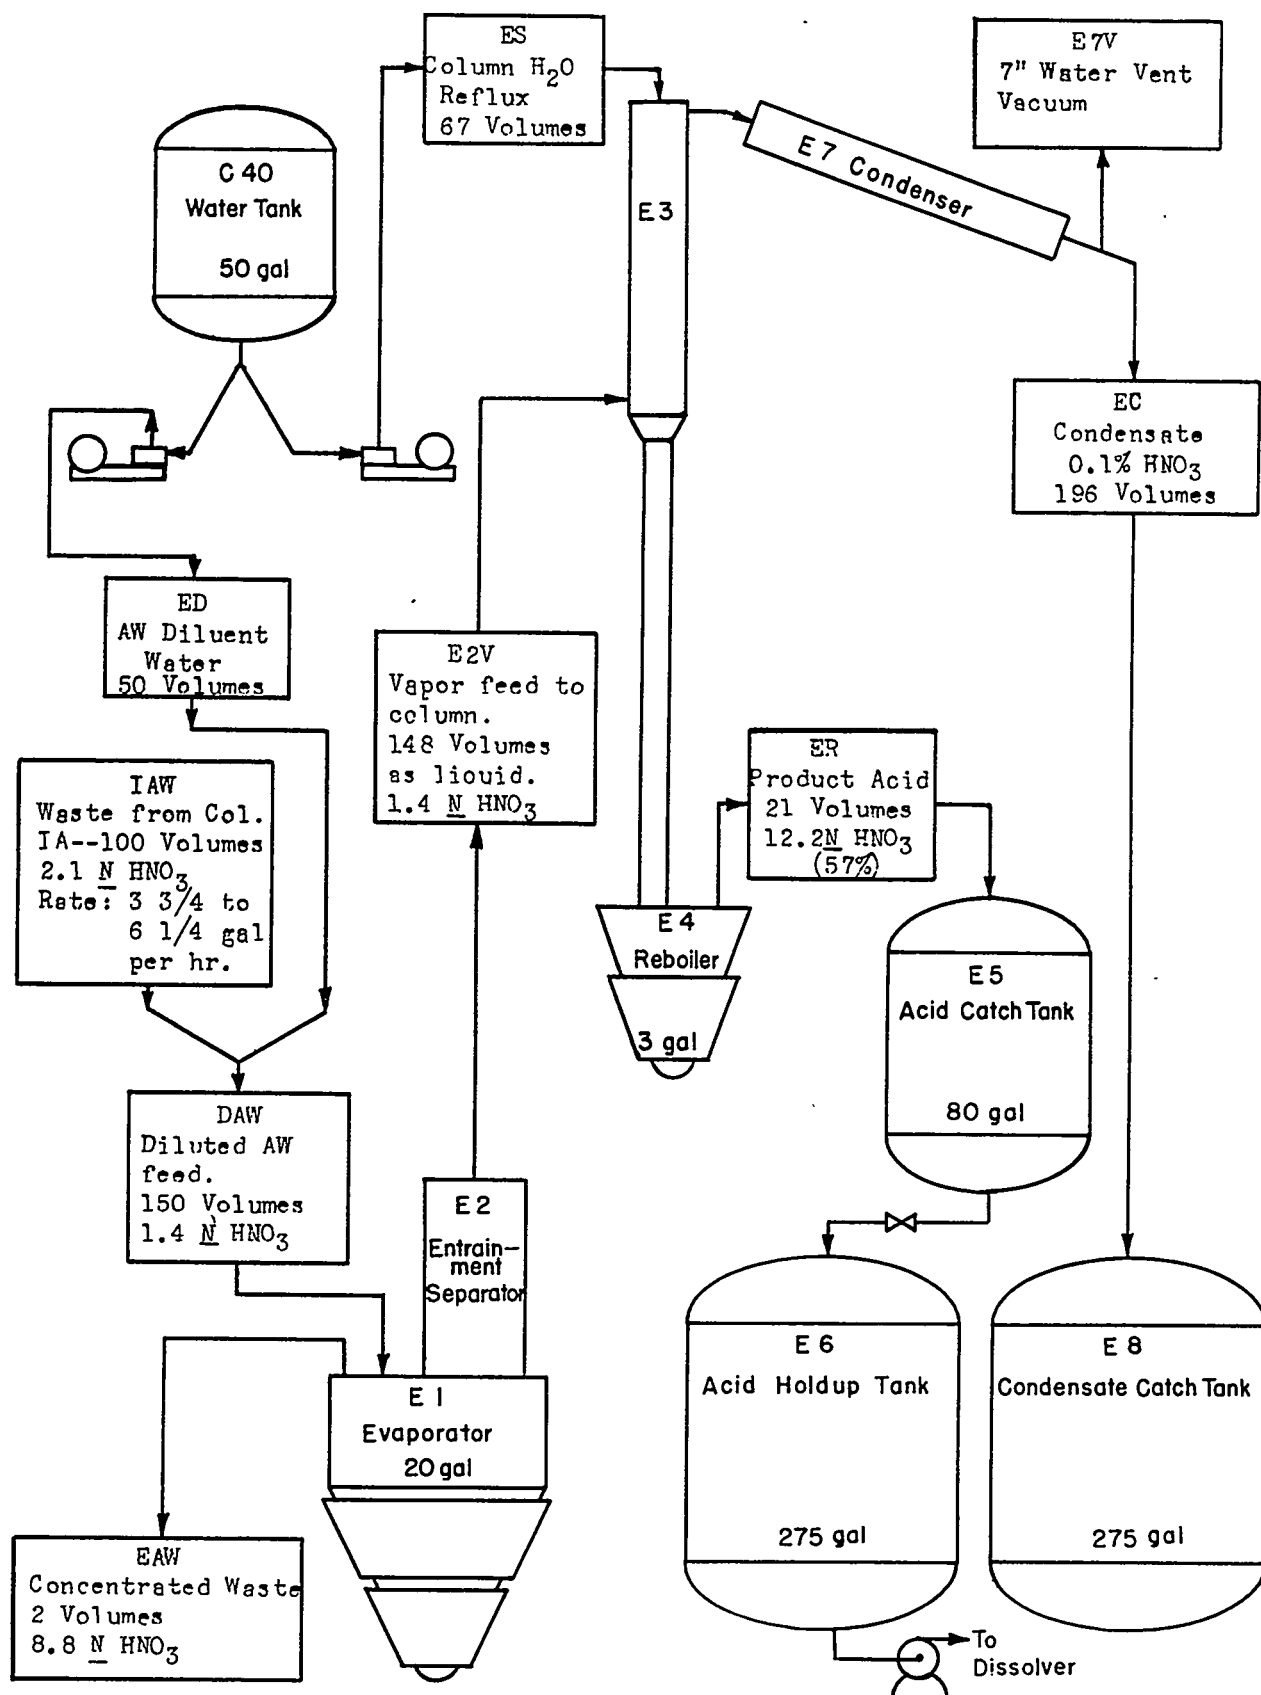 ES
Column H2O
Reflux
67 Volumes
E7V
7" Water Vent
Vacuum
C 40
Water Tank
50 gal
E3
E 7 Condenser
EC
Condensate
0.1% HNO3
196 Volumes
ED
AW Diluent
Water
50 Volumes
E2V
Vapor feed to
column.
148 Volumes
as liouid.
1.4 N HNO3
IAW
Waste from Col.
IA--100 Volumes
2.1 N HNO3
Rate: 3 3/4 to
6 1/4 gal
per hr.
ER
Product Acid
21 Volumes
12.2N HNO3
(57%)
E 4
Reboiler
3 gal
E 5
Acid Catch Tank
80 gal
DAW
Diluted AW
feed.
150 Volumes
1.4 N HNO3
E 2
Entrain-
ment
Separator
E 1
Evaporator
20 gal
E 6
Acid Holdup Tank
275 gal
E 8
Condensate Catch Tank
275 gal
EAW
Concentrated Waste
2 Volumes
8.8 N HNO3
To
Dissolver